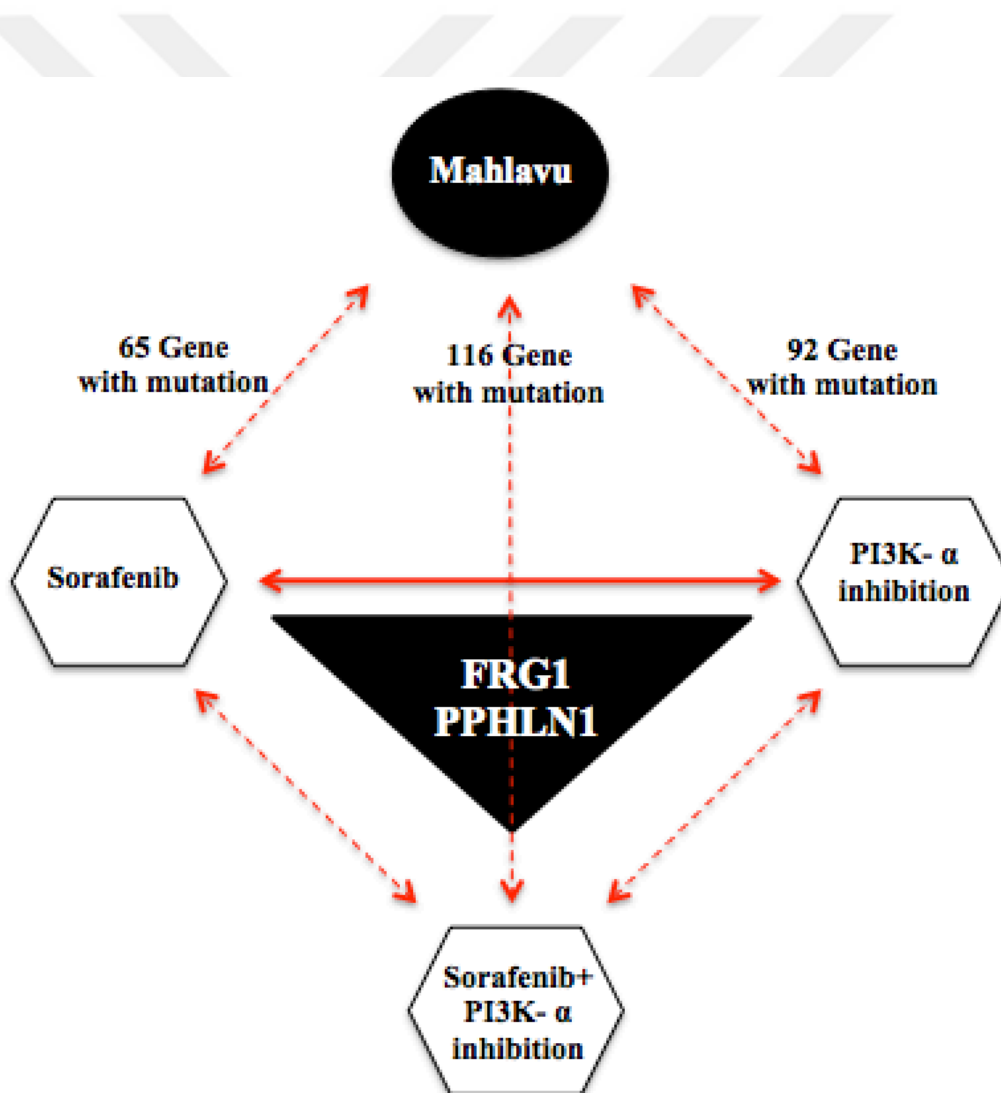 Mahlavu
65 Gene
with mutation
116 Gene
with mutation
92 Gene
with mutation
Sorafenib
PI3K- α
inhibition
FRG1
PPHLN1
Sorafenib+
PI3K- α
inhibition